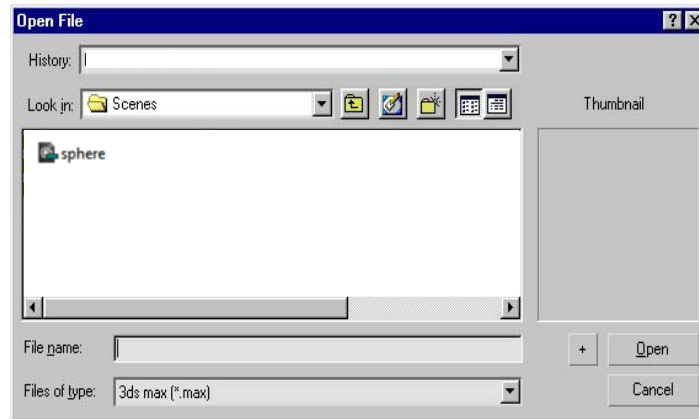 Open File
? X
History:
Look in: Scenes
Thumbnail
sphere
File name:
+ Open
Files of type: 3ds max (*.max)
Cancel